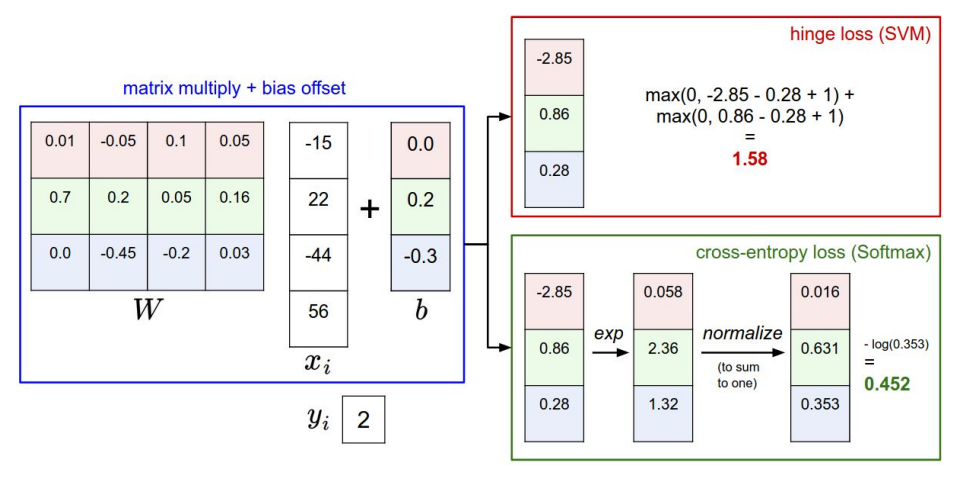 matrix multiply + bias offset
0.01 -0.05 0.1 0.05
0.7 0.2 0.05 0.16
0.0 -0.45 -0.2 0.03
W
-15
22
-44
56
x_i
+
0.0
0.2
-0.3
b
y_i 2
hinge loss (SVM)
-2.85
0.86
0.28
max(0, -2.85 - 0.28 + 1) +
max(0, 0.86 - 0.28 + 1)
=
1.58
cross-entropy loss (Softmax)
-2.85
0.86
0.28
exp
0.058
2.36
1.32
normalize
(to sum
to one)
0.016
0.631
0.353
- log(0.353)
=
0.452